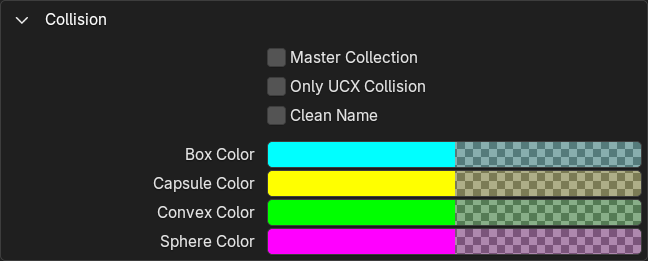 Collision
Master Collection
Only UCX Collision
Clean Name
Box Color
Capsule Color
Convex Color
Sphere Color